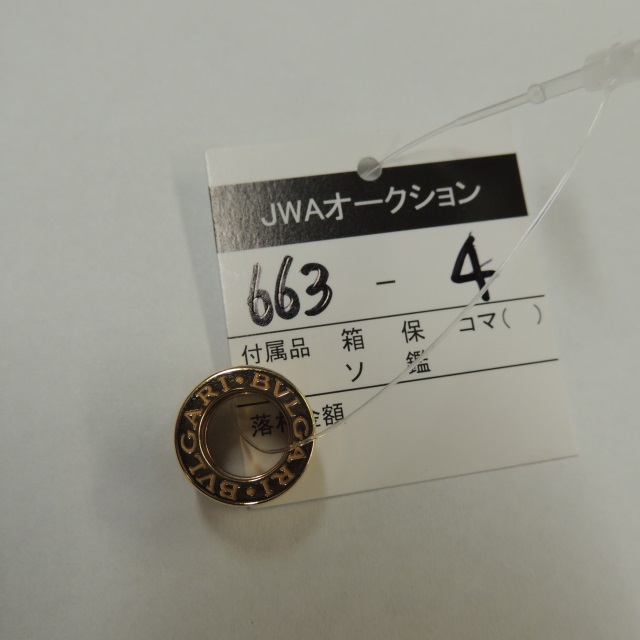 JWAオークション
663 - 4
付属品 箱 保 コマ( )
ソ 鑑
落札金額
BVLGARI • BVLGARI •